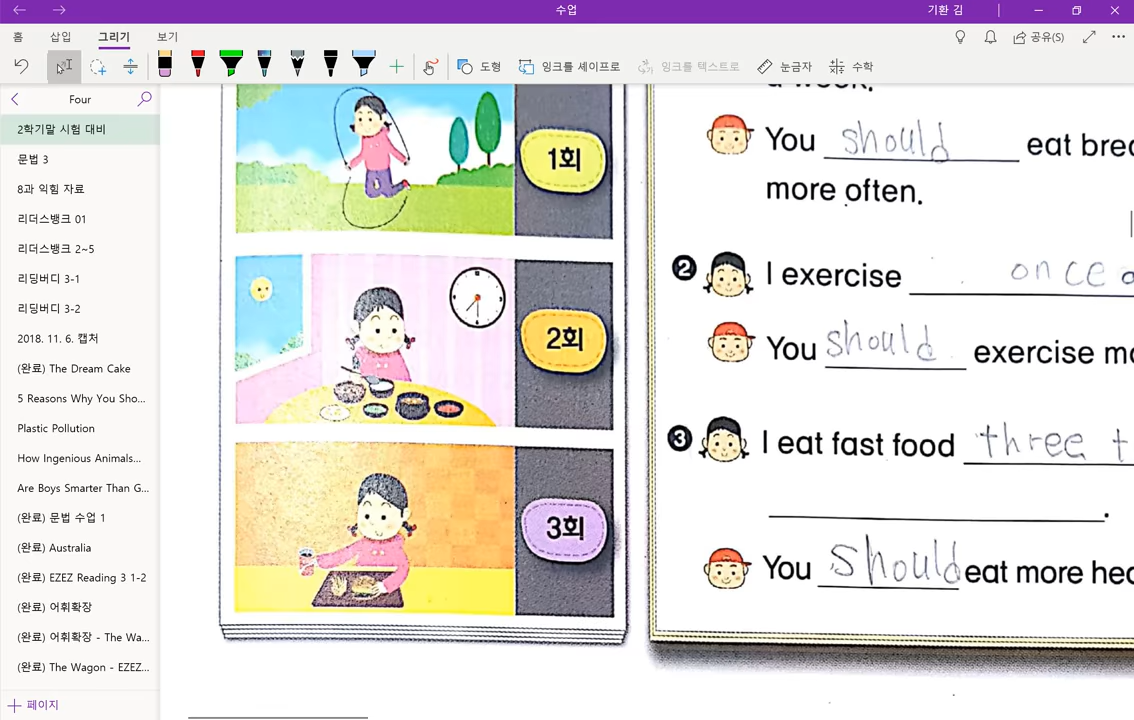 수업
기환 김
홈 삽입 그리기 보기
공유(S)
도형 잉크를 셰이프로 잉크를 텍스트로 눈금자 수학
Four
2학기말 시험 대비
문법 3
8과 익힘 자료
리더스뱅크 01
리더스뱅크 2~5
리딩버디 3-1
리딩버디 3-2
2018. 11. 6. 캡처
(완료) The Dream Cake
5 Reasons Why You Sho...
Plastic Pollution
How Ingenious Animals...
Are Boys Smarter Than G...
(완료) 문법 수업 1
(완료) Australia
(완료) EZEZ Reading 3 1-2
(완료) 어휘확장
(완료) 어휘확장 - The Wa...
(완료) The Wagon - EZEZ...
페이지
1회
2회
3회
a week.
You should eat brea
more often.
2 I exercise once a
You should exercise mo
3 I eat fast food three t
.
You should eat more hea